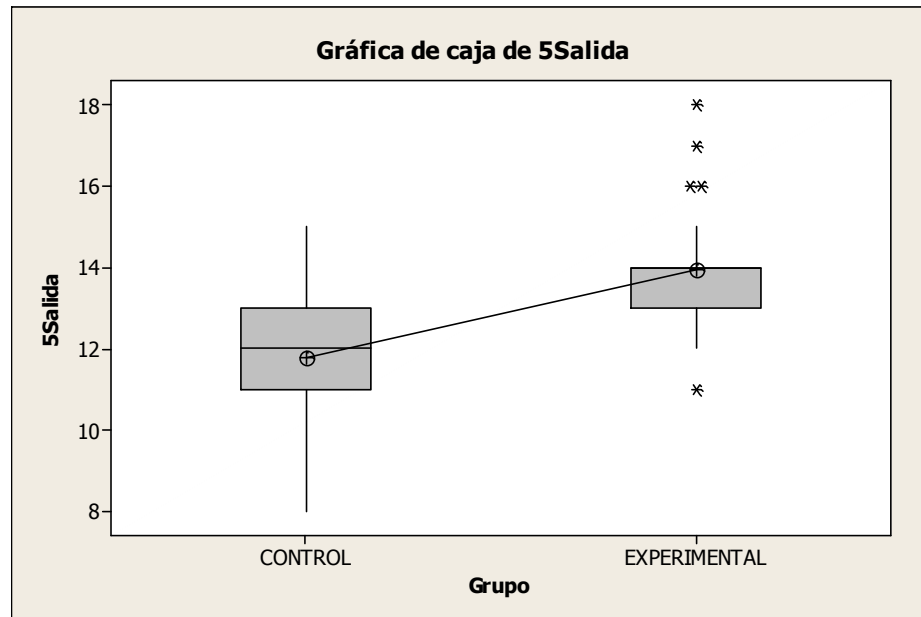 Gráfica de caja de 5Salida
18
16
14
12
10
8
5Salida
CONTROL
EXPERIMENTAL
Grupo